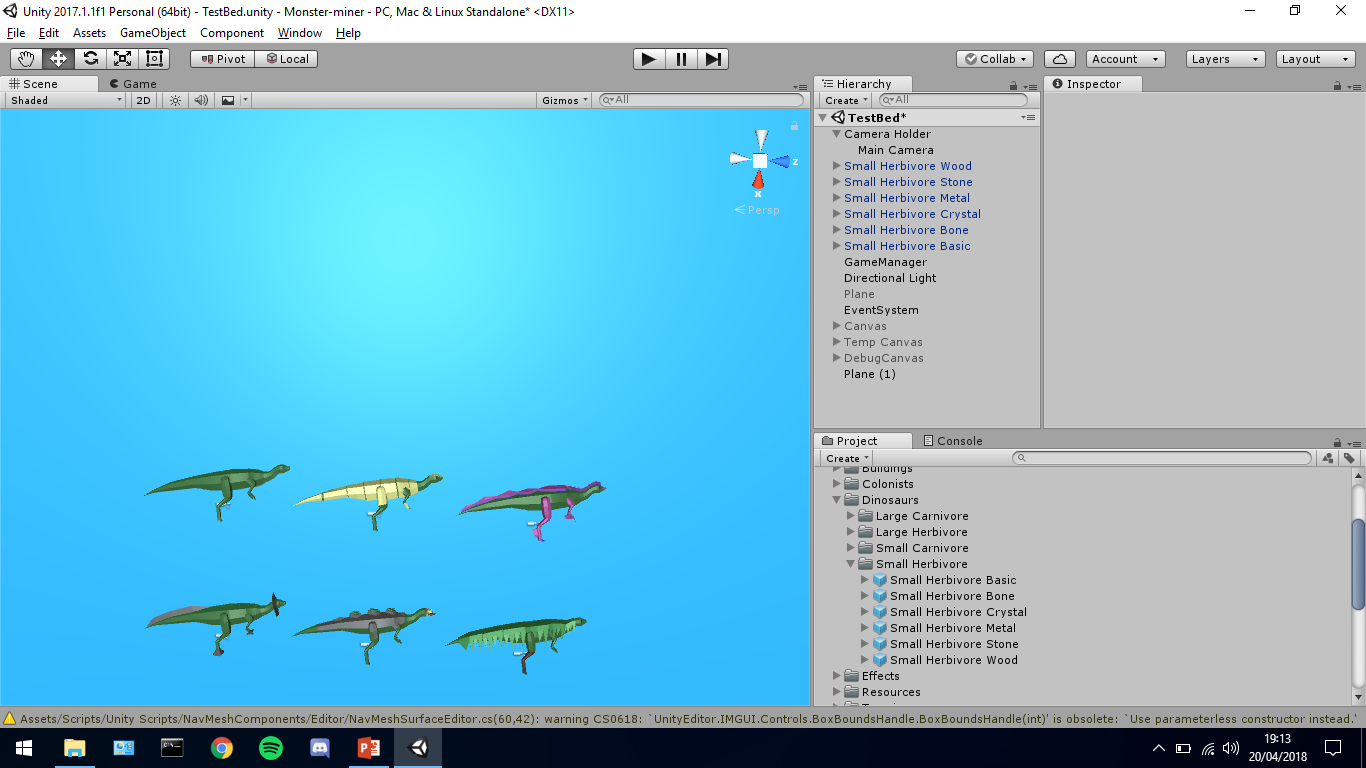 Unity 2017.1.1f1 Personal (64bit) - TestBed.unity - Monster-miner - PC, Mac & Linux Standalone* <DX11>
File Edit Assets GameObject Component Window Help
Pivot Local Collab Account Layers Layout
Scene Game
Shaded 2D Gizmos All
z
x
Persp
Hierarchy
Create All
TestBed*
Camera Holder
Main Camera
Small Herbivore Wood
Small Herbivore Stone
Small Herbivore Metal
Small Herbivore Crystal
Small Herbivore Bone
Small Herbivore Basic
GameManager
Directional Light
Plane
EventSystem
Canvas
Temp Canvas
DebugCanvas
Plane (1)
Inspector
Project Console
Create
Buildings
Colonists
Dinosaurs
Large Carnivore
Large Herbivore
Small Carnivore
Small Herbivore
Small Herbivore Basic
Small Herbivore Bone
Small Herbivore Crystal
Small Herbivore Metal
Small Herbivore Stone
Small Herbivore Wood
Effects
Resources
Assets/Scripts/Unity Scripts/NavMeshComponents/Editor/NavMeshSurfaceEditor.cs(60,42): warning CS0618: `UnityEditor.IMGUI.Controls.BoxBoundsHandle.BoxBoundsHandle(int)' is obsolete: `Use parameterless constructor instead.'
19:13
20/04/2018